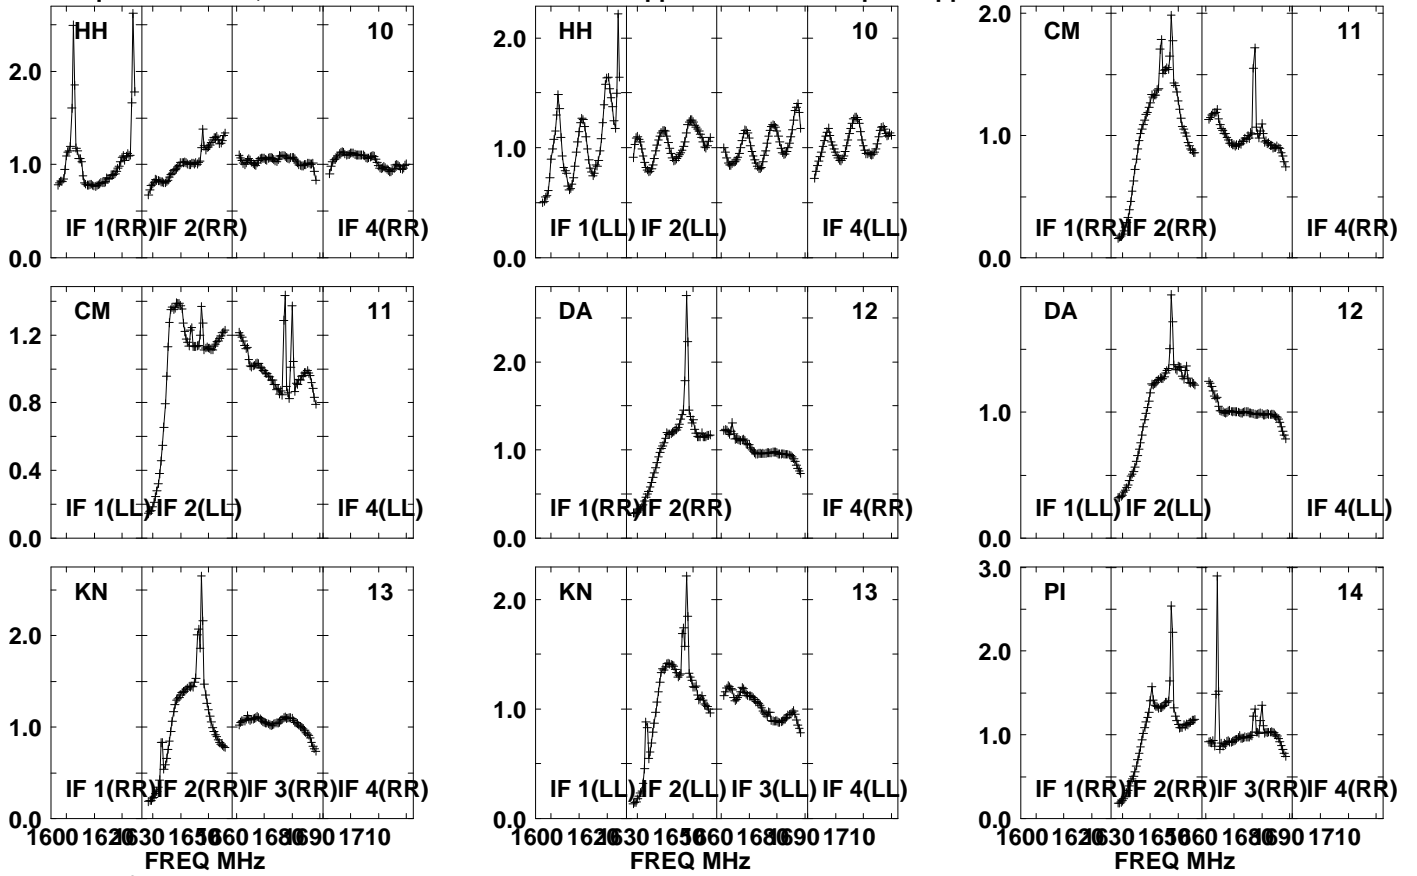 HH 10 HH 10 CM 11
2.0 2.0 2.0
1.0 1.0 1.0
IF 1(RR) IF 2(RR) IF 4(RR) IF 1(LL) IF 2(LL) IF 4(LL) IF 1(RR) IF 2(RR) IF 4(RR)
0.0 0.0 0.0
CM 11 DA 12 DA 12
1.2 2.0
0.8 1.0 1.0
0.4
IF 1(LL) IF 2(LL) IF 4(LL) IF 1(RR) IF 2(RR) IF 4(RR) IF 1(LL) IF 2(LL) IF 4(LL)
0.0 0.0 0.0
KN 13 KN 13 PI 14
3.0
2.0 2.0 2.0
1.0 1.0 1.0
IF 1(RR) IF 2(RR) IF 3(RR) IF 4(RR) IF 1(LL) IF 2(LL) IF 3(LL) IF 4(LL) IF 1(RR) IF 2(RR) IF 3(RR) IF 4(RR)
0.0 0.0 0.0
1600 1620 1630 1650 1660 1680 1690 1710 1600 1620 1630 1650 1660 1680 1690 1710 1600 1620 1630 1650 1660 1680 1690 1710
FREQ MHz FREQ MHz FREQ MHz